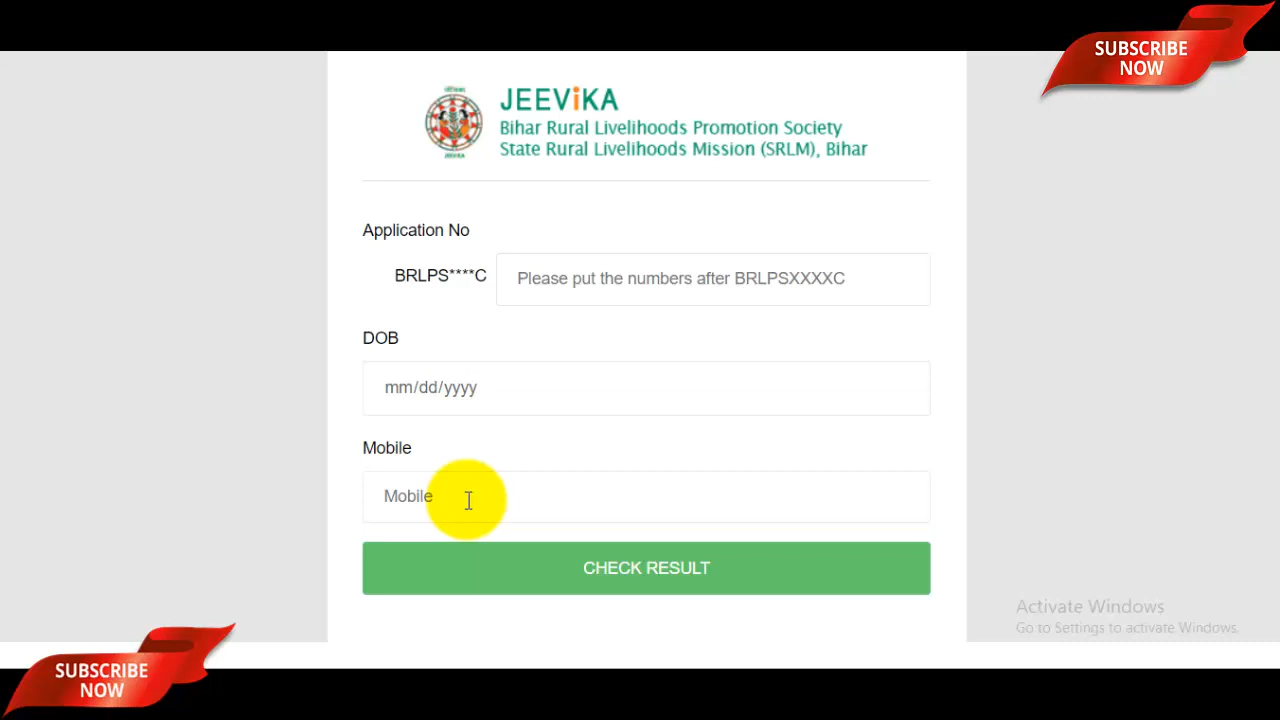 SUBSCRIBE
NOW
JEEViKA
Bihar Rural Livelihoods Promotion Society
State Rural Livelihoods Mission (SRLM), Bihar
Application No
BRLPS****C
Please put the numbers after BRLPSXXXXC
DOB
mm/dd/yyyy
Mobile
Mobile
CHECK RESULT
Activate Windows
Go to Settings to activate Windows.
SUBSCRIBE
NOW